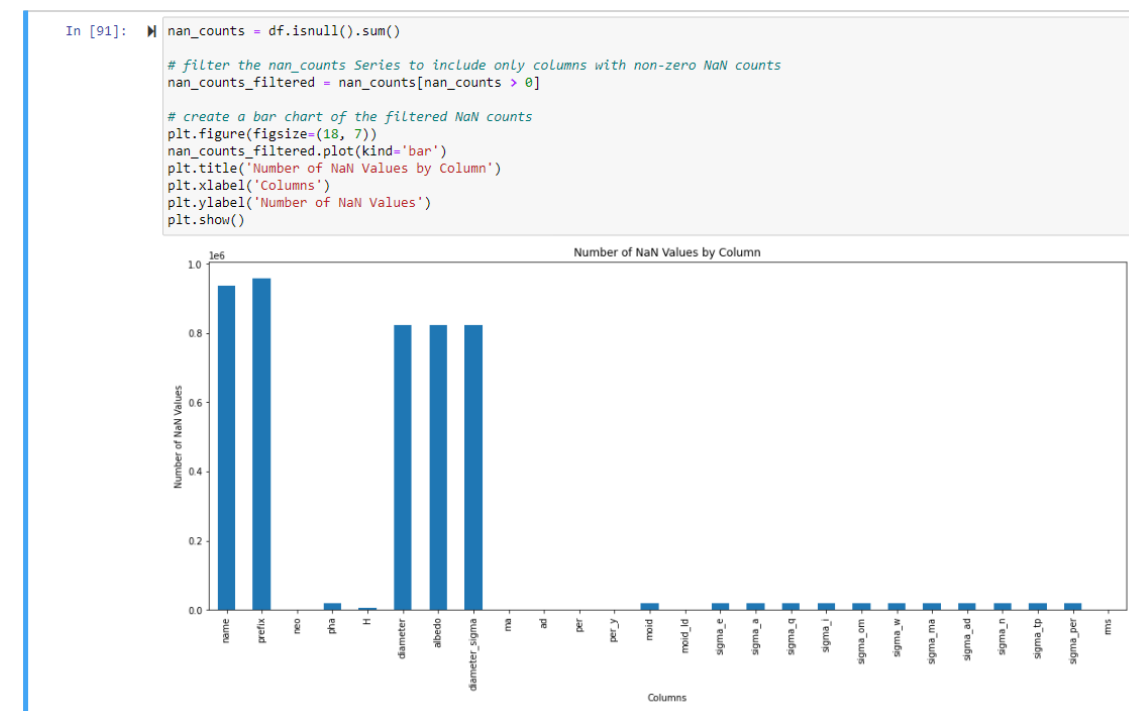 In [91]:
nan_counts = df.isnull().sum()
# filter the nan_counts Series to include only columns with non-zero NaN counts
nan_counts_filtered = nan_counts[nan_counts > 0]
# create a bar chart of the filtered NaN counts
plt.figure(figsize=(18, 7))
nan_counts_filtered.plot(kind='bar')
plt.title('Number of NaN Values by Column')
plt.xlabel('Columns')
plt.ylabel('Number of NaN Values')
plt.show()
Number of NaN Values by Column
1e6
1.0
0.8
0.6
0.4
0.2
0.0
Number of NaN Values
name
prefix
neo
pha
H
diameter
albedo
diameter_sigma
ma
ad
per
per_y
moid
moid_ld
sigma_e
sigma_a
sigma_q
sigma_i
sigma_om
sigma_w
sigma_ma
sigma_ad
sigma_n
sigma_tp
sigma_per
rms
Columns